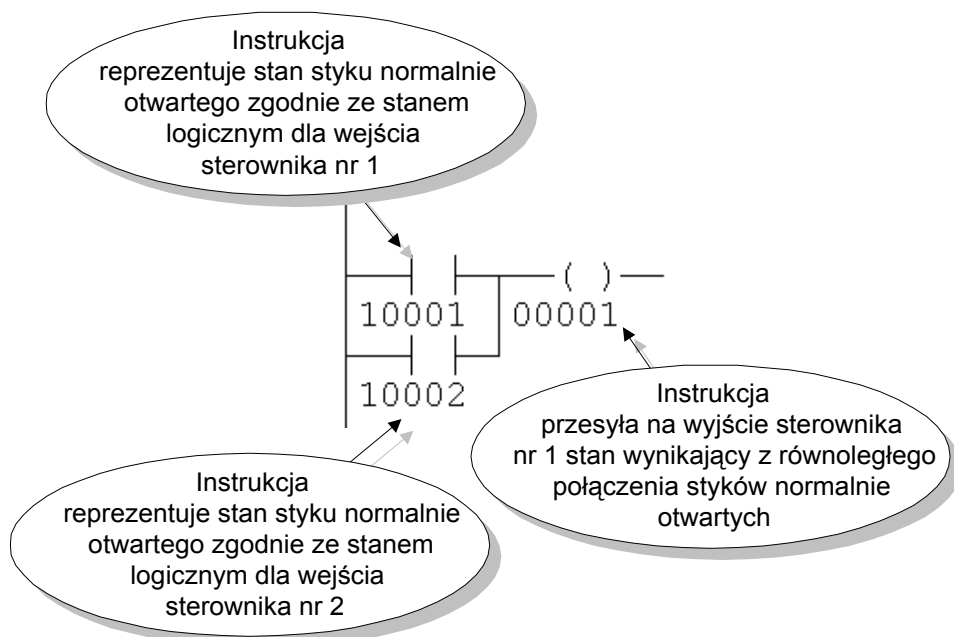 Instrukcja
reprezentuje stan styku normalnie
otwartego zgodnie ze stanem
logicznym dla wejścia
sterownika nr 1
( )
10001 00001
10002
Instrukcja
przesyła na wyjście sterownika
nr 1 stan wynikający z równoległego
połączenia styków normalnie
otwartych
Instrukcja
reprezentuje stan styku normalnie
otwartego zgodnie ze stanem
logicznym dla wejścia
sterownika nr 2